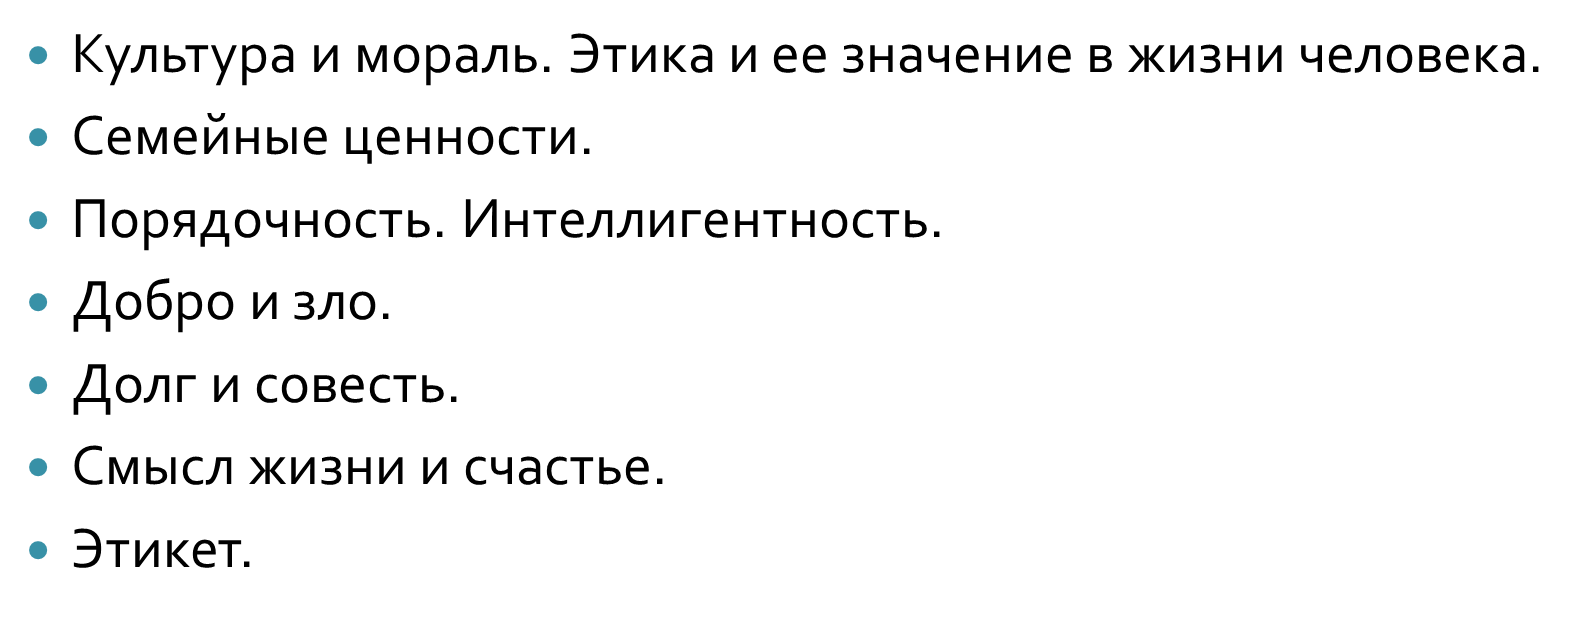 • Культура и мораль. Этика и ее значение в жизни человека.
• Семейные ценности.
• Порядочность. Интеллигентность.
• Добро и зло.
• Долг и совесть.
• Смысл жизни и счастье.
• Этикет.